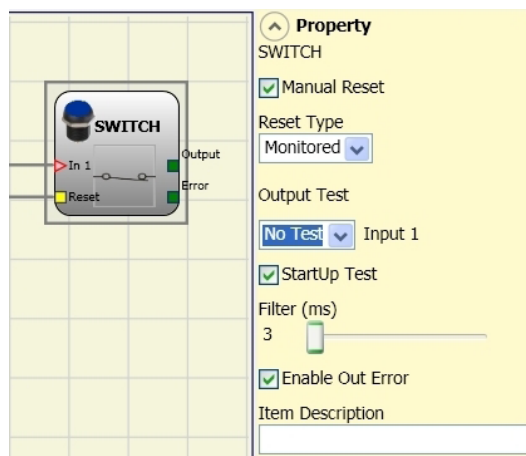 SWITCH
In 1
Reset
Output
Error
Property
SWITCH
Manual Reset
Reset Type
Monitored
Output Test
No Test Input 1
StartUp Test
Filter (ms)
3
Enable Out Error
Item Description